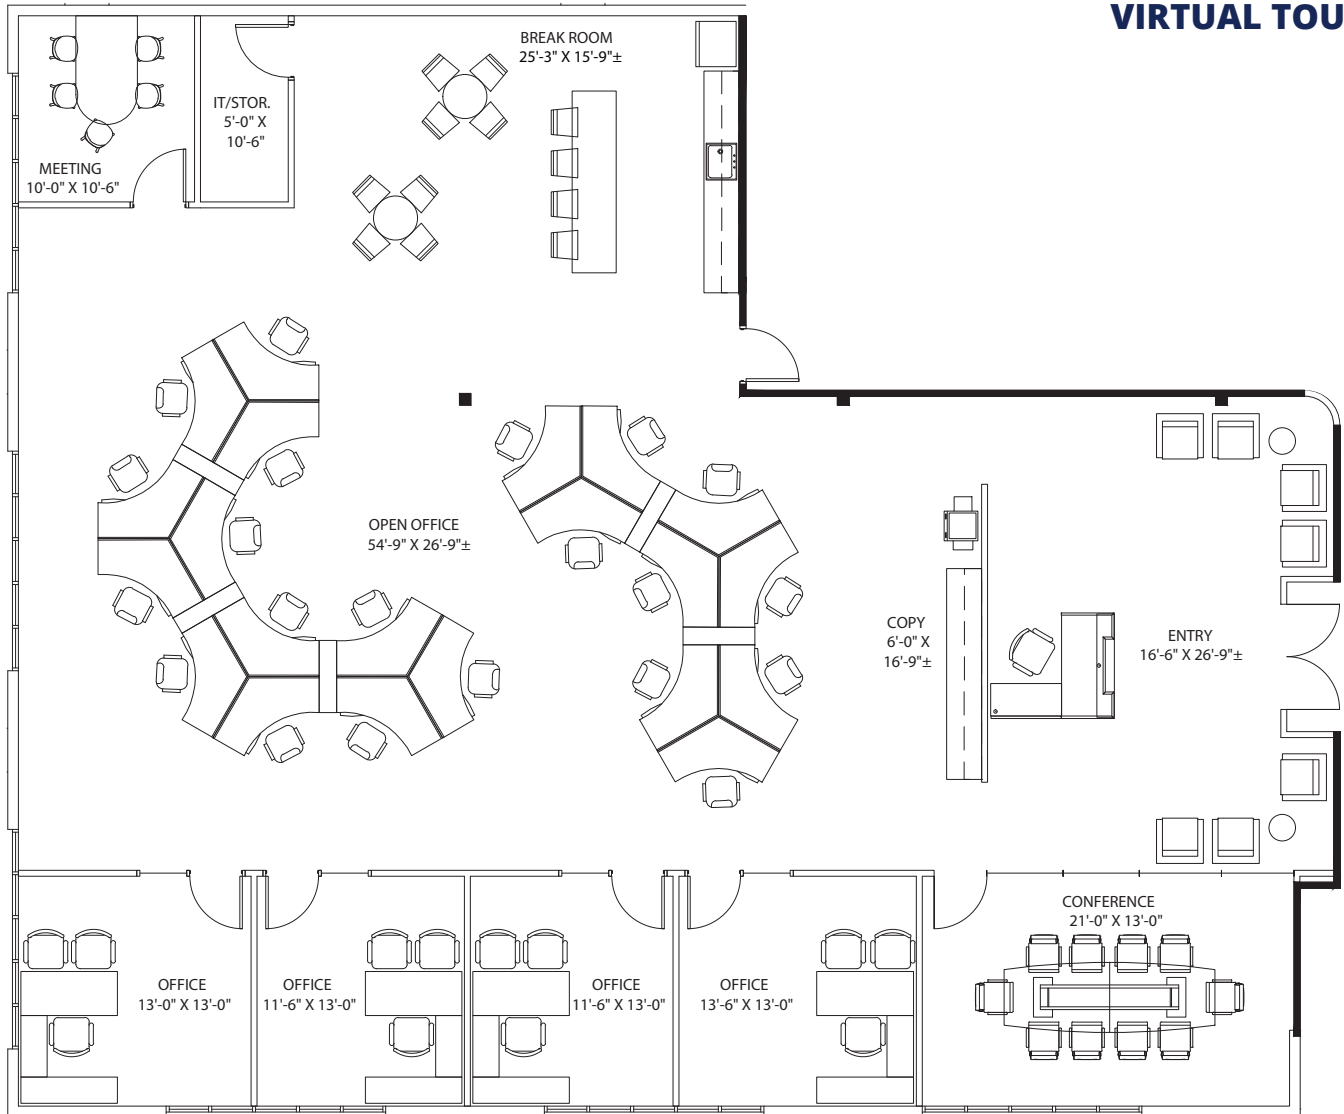 VIRTUAL TOU
BREAK ROOM
25'-3" X 15'-9"±
IT/STOR.
5'-0" X
10'-6"
MEETING
10'-0" X 10'-6"
OPEN OFFICE
54'-9" X 26'-9"±
COPY
6'-0" X
16'-9"±
ENTRY
16'-6" X 26'-9"±
CONFERENCE
21'-0" X 13'-0"
OFFICE
13'-0" X 13'-0"
OFFICE
11'-6" X 13'-0"
OFFICE
11'-6" X 13'-0"
OFFICE
13'-6" X 13'-0"